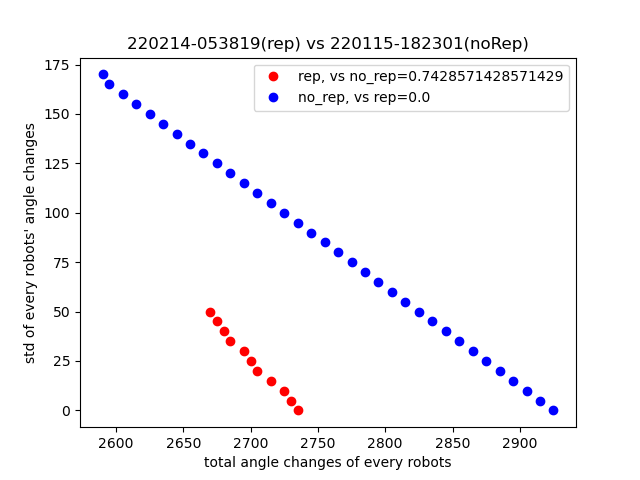 220214-053819(rep) vs 220115-182301(noRep)
rep, vs no_rep=0.7428571428571429
no_rep, vs rep=0.0
std of every robots' angle changes
175
150
125
100
75
50
25
0
2600 2650 2700 2750 2800 2850 2900
total angle changes of every robots